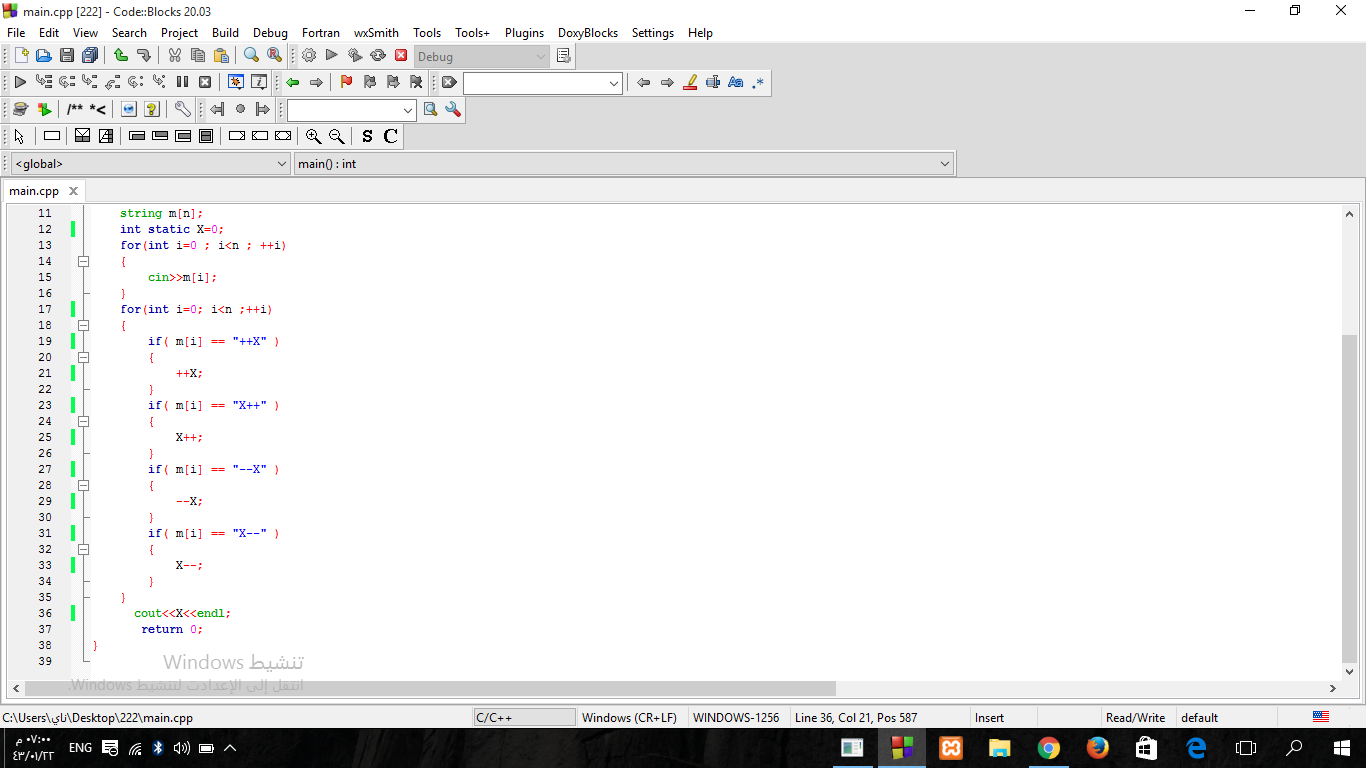 main.cpp [222] - Code::Blocks 20.03
File Edit View Search Project Build Debug Fortran wxSmith Tools Tools+ Plugins DoxyBlocks Settings Help
Debug
/** *<
S C
<global> main() : int
main.cpp
11 string m[n];
12 int static X=0;
13 for(int i=0 ; i<n ; ++i)
14 {
15 cin>>m[i];
16 }
17 for(int i=0; i<n ;++i)
18 {
19 if( m[i] == "++X" )
20 {
21 ++X;
22 }
23 if( m[i] == "X++" )
24 {
25 X++;
26 }
27 if( m[i] == "--X" )
28 {
29 --X;
30 }
31 if( m[i] == "X--" )
32 {
33 X--;
34 }
35 }
36 cout<<X<<endl;
37 return 0;
38 }
39
تنشيط Windows
انتقل إلى الإعدادات لتنشيط Windows.
C:\Users\ناي\Desktop\222\main.cpp C/C++ Windows (CR+LF) WINDOWS-1256 Line 36, Col 21, Pos 587 Insert Read/Write default
ENG
٠٧:٠٠ م
٤٣/٠١/٢٢